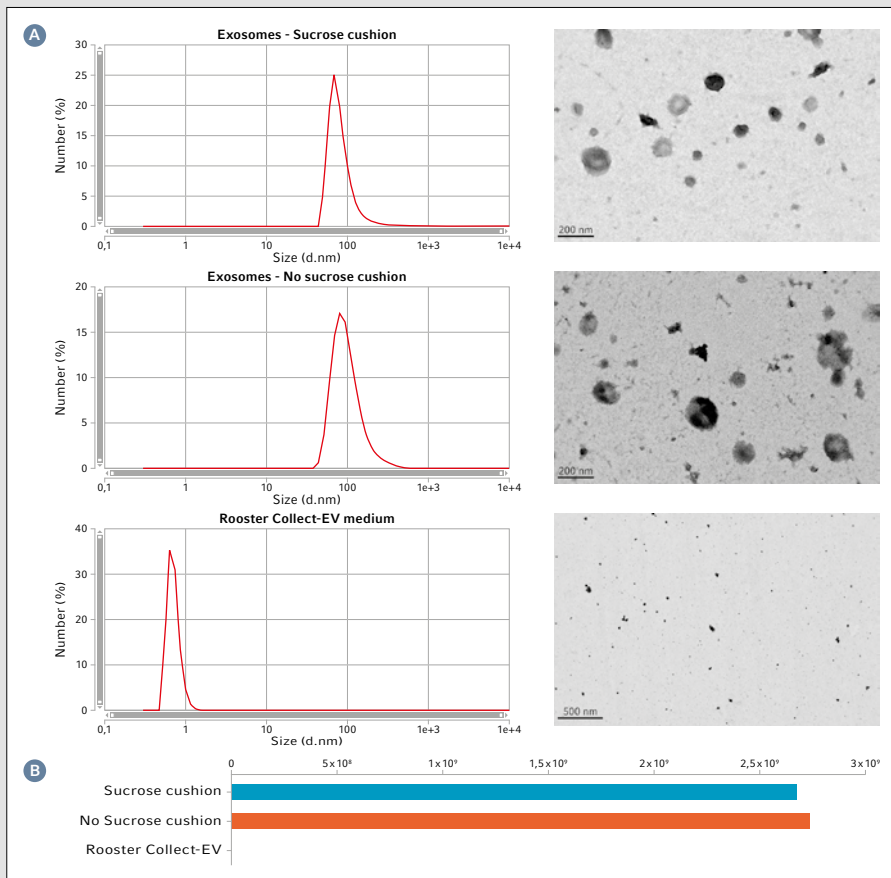 A
Exosomes - Sucrose cushion
30
25
20
15
10
5
0
Number (%)
0,1 1 10 100 1e+3 1e+4
Size (d.nm)
200 nm
Exosomes - No sucrose cushion
20
15
10
5
0
Number (%)
0,1 1 10 100 1e+3 1e+4
Size (d.nm)
200 nm
Rooster Collect-EV medium
40
30
20
10
0
Number (%)
0,1 1 10 100 1e+3 1e+4
Size (d.nm)
500 nm
B
0 5×10⁸ 1×10⁹ 1,5×10⁹ 2×10⁹ 2,5×10⁹ 3×10⁹
Sucrose cushion
No Sucrose cushion
Rooster Collect-EV